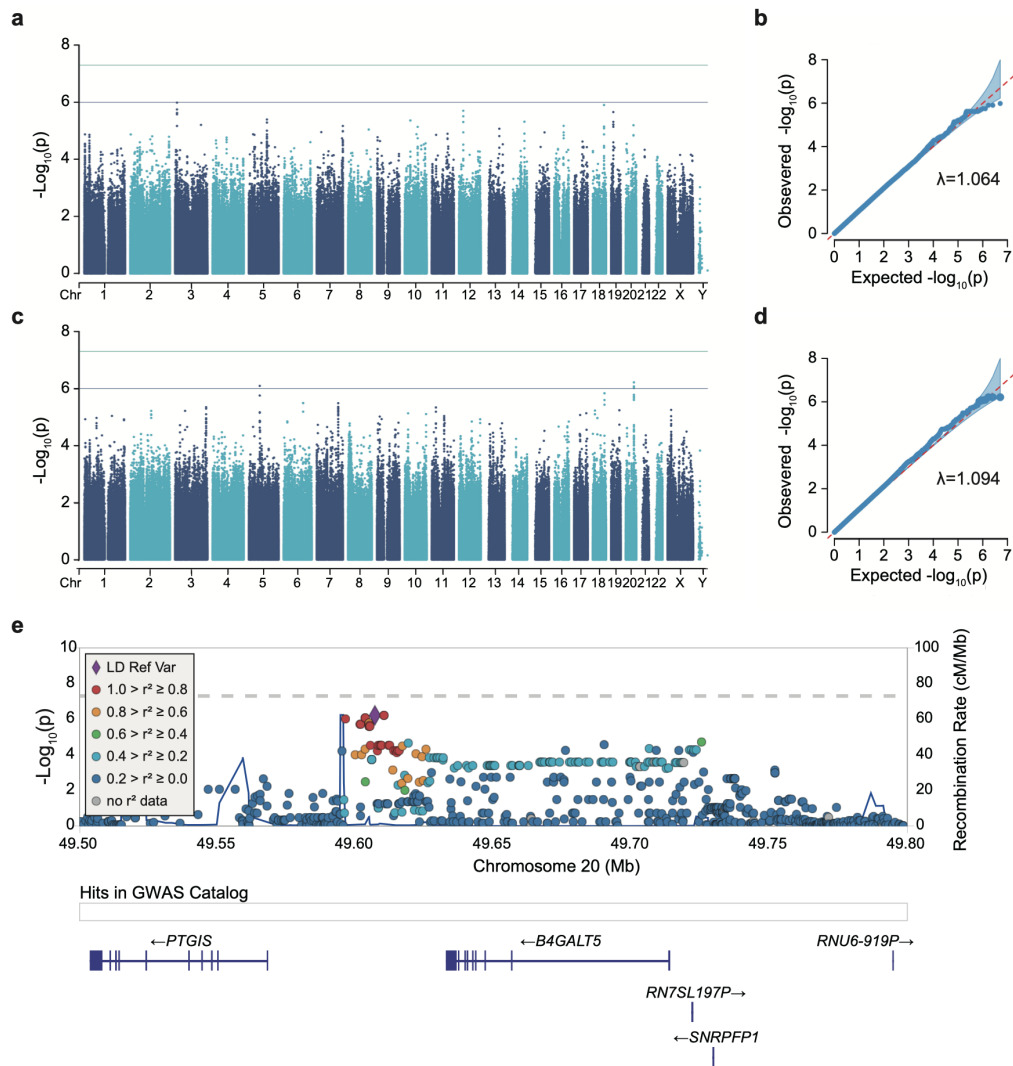 a
8
6
4
2
0
-Log10(p)
Chr 1 2 3 4 5 6 7 8 9 10 11 12 13 14 15 16 17 18 19 20 21 22 X Y
b
8
6
4
2
0
Obsevered -log10(p)
λ=1.064
0 1 2 3 4 5 6 7
Expected -log10(p)
c
8
6
4
2
0
-Log10(p)
Chr 1 2 3 4 5 6 7 8 9 10 11 12 13 14 15 16 17 18 19 20 21 22 X Y
d
8
6
4
2
0
Obsevered -log10(p)
λ=1.094
0 1 2 3 4 5 6 7
Expected -log10(p)
e
10
8
6
4
2
0
-Log10(p)
LD Ref Var
1.0 > r² ≥ 0.8
0.8 > r² ≥ 0.6
0.6 > r² ≥ 0.4
0.4 > r² ≥ 0.2
0.2 > r² ≥ 0.0
no r² data
100
80
60
40
20
0
Recombination Rate (cM/Mb)
49.50 49.55 49.60 49.65 49.70 49.75 49.80
Chromosome 20 (Mb)
Hits in GWAS Catalog
←PTGIS ←B4GALT5 RNU6-919P→
RN7SL197P→
←SNRPFP1